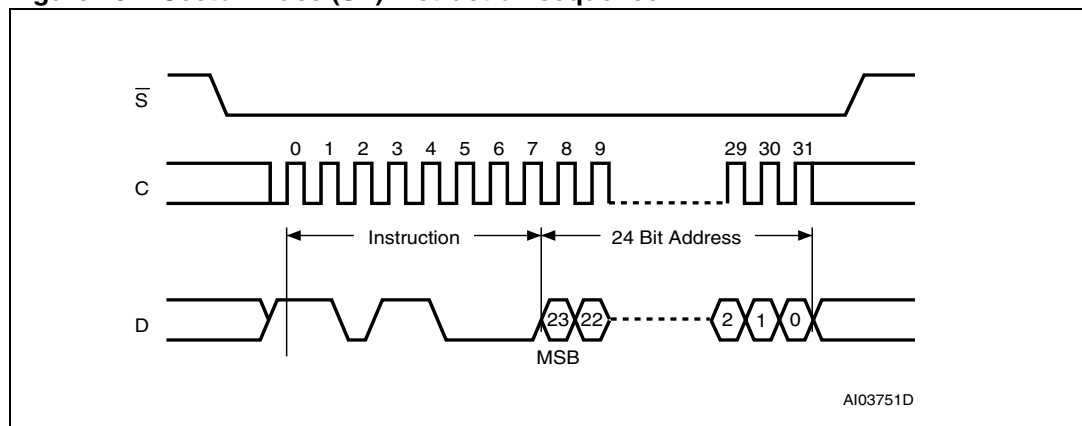 S̅
0 1 2 3 4 5 6 7 8 9 29 30 31
C
Instruction 24 Bit Address
D 23 22 2 1 0
MSB
AI03751D